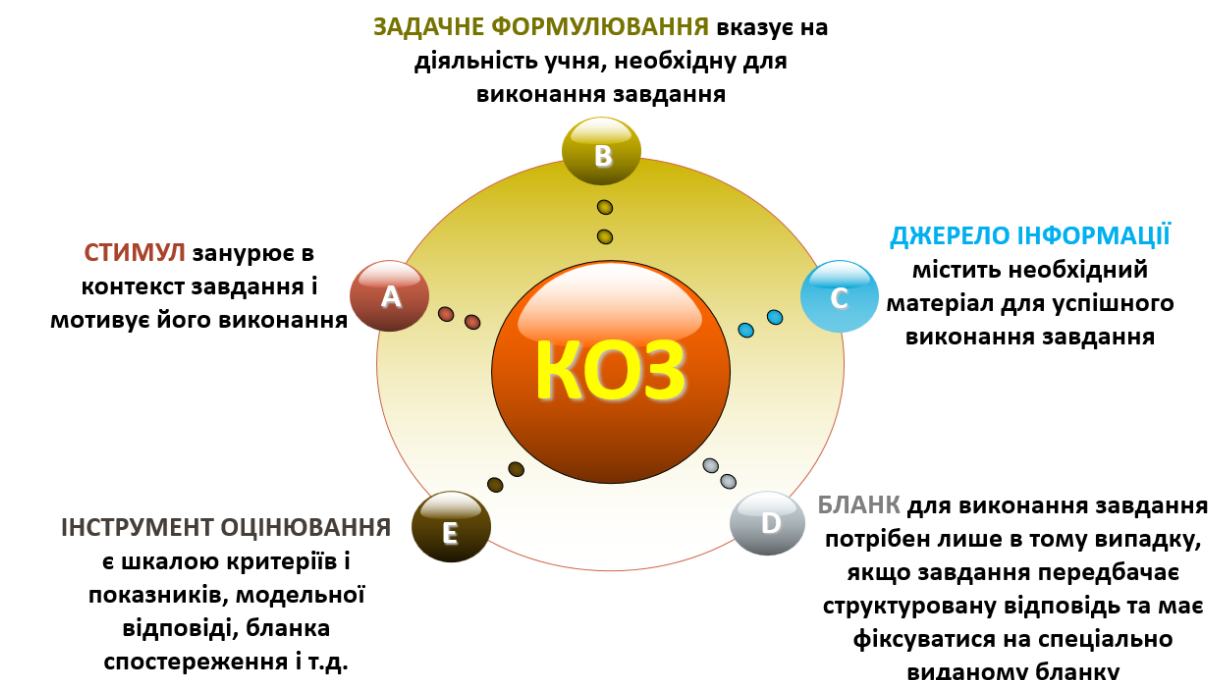 ЗАДАЧНЕ ФОРМУЛЮВАННЯ вказує на
діяльність учня, необхідну для
виконання завдання
B
СТИМУЛ занурює в
контекст завдання і
мотивує його виконання
A
ДЖЕРЕЛО ІНФОРМАЦІЇ
містить необхідний
матеріал для успішного
виконання завдання
C
КОЗ
ІНСТРУМЕНТ ОЦІНЮВАННЯ
є шкалою критеріїв і
показників, модельної
відповіді, бланка
спостереження і т.д.
E
D
БЛАНК для виконання завдання
потрібен лише в тому випадку,
якщо завдання передбачає
структуровану відповідь та має
фіксуватися на спеціально
виданому бланку